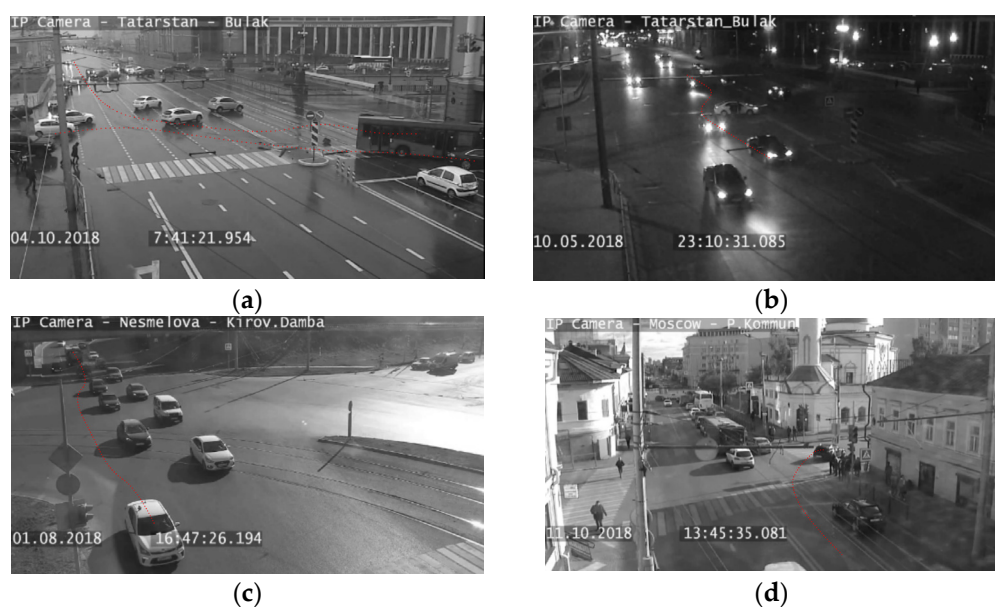 IP Camera - Tatarstan - Bulak
04.10.2018 7:41:21.954
(a)
IP Camera - Tatarstan_Bulak
10.05.2018 23:10:31.085
(b)
IP Camera - Nesmelova - Kirov.Damba
01.08.2018 16:47:26.194
(c)
IP Camera - Moscow - P.Kommun
11.10.2018 13:45:35.081
(d)